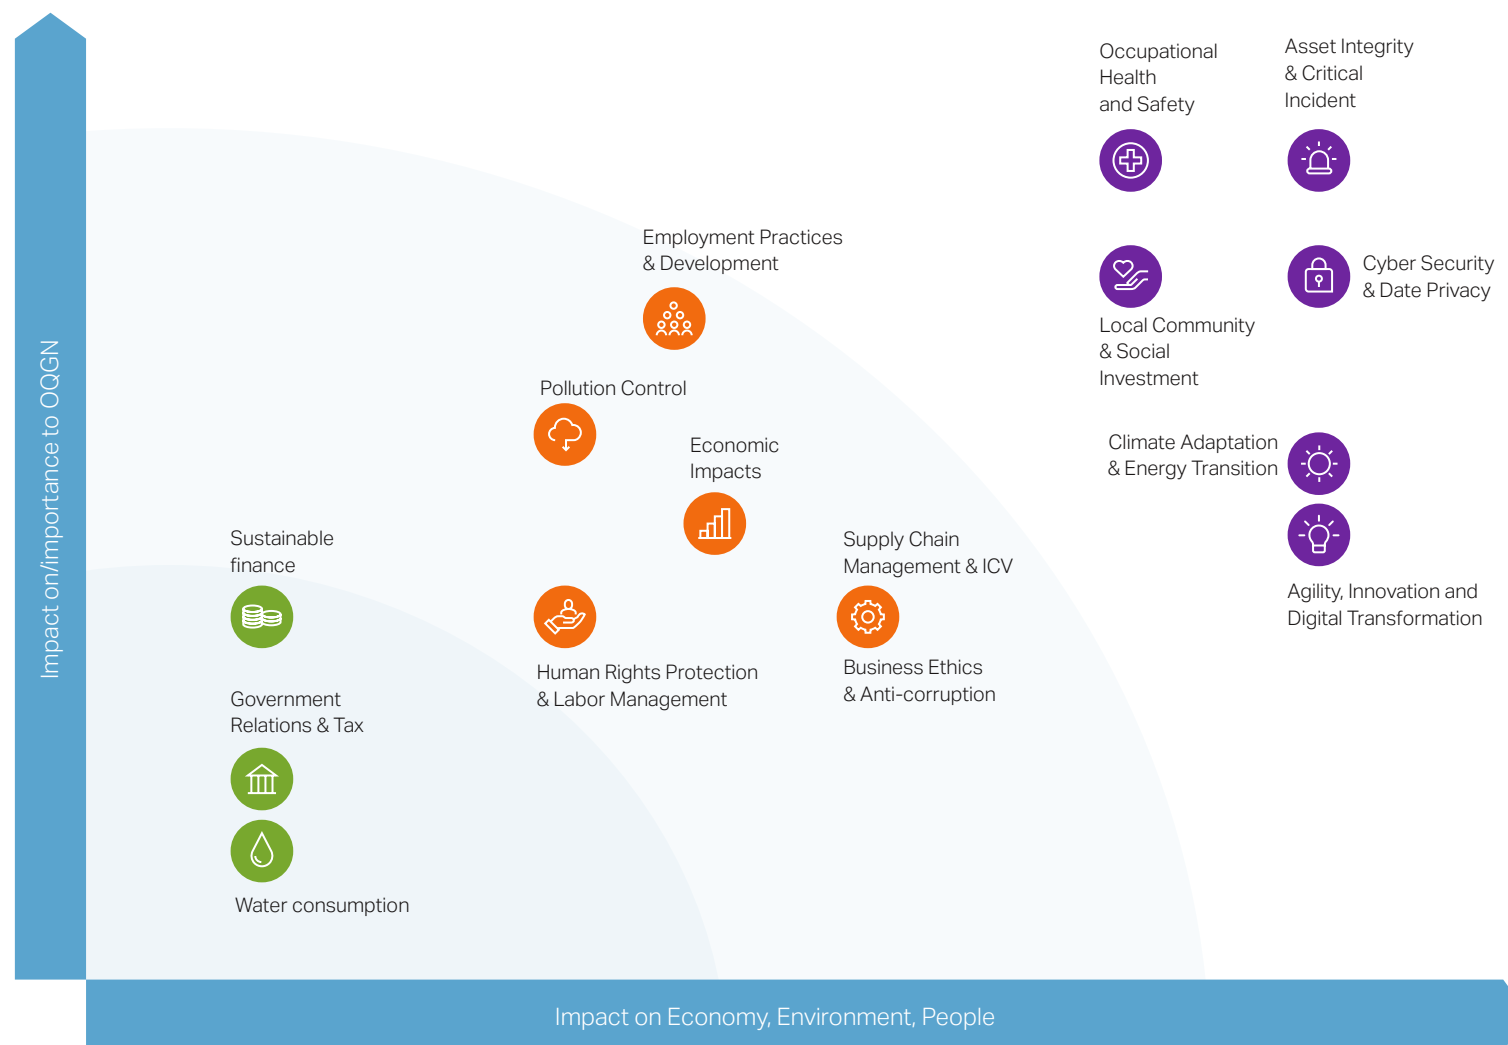 Occupational
Health
and Safety
Asset Integrity
& Critical
Incident
Employment Practices
& Development
Cyber Security
& Date Privacy
Local Community
& Social
Investment
Pollution Control
Economic
Impacts
Climate Adaptation
& Energy Transition
Sustainable
finance
Supply Chain
Management & ICV
Agility, Innovation and
Digital Transformation
Human Rights Protection
& Labor Management
Business Ethics
& Anti-corruption
Government
Relations & Tax
Water consumption
Impact on/importance to OQGN
Impact on Economy, Environment, People